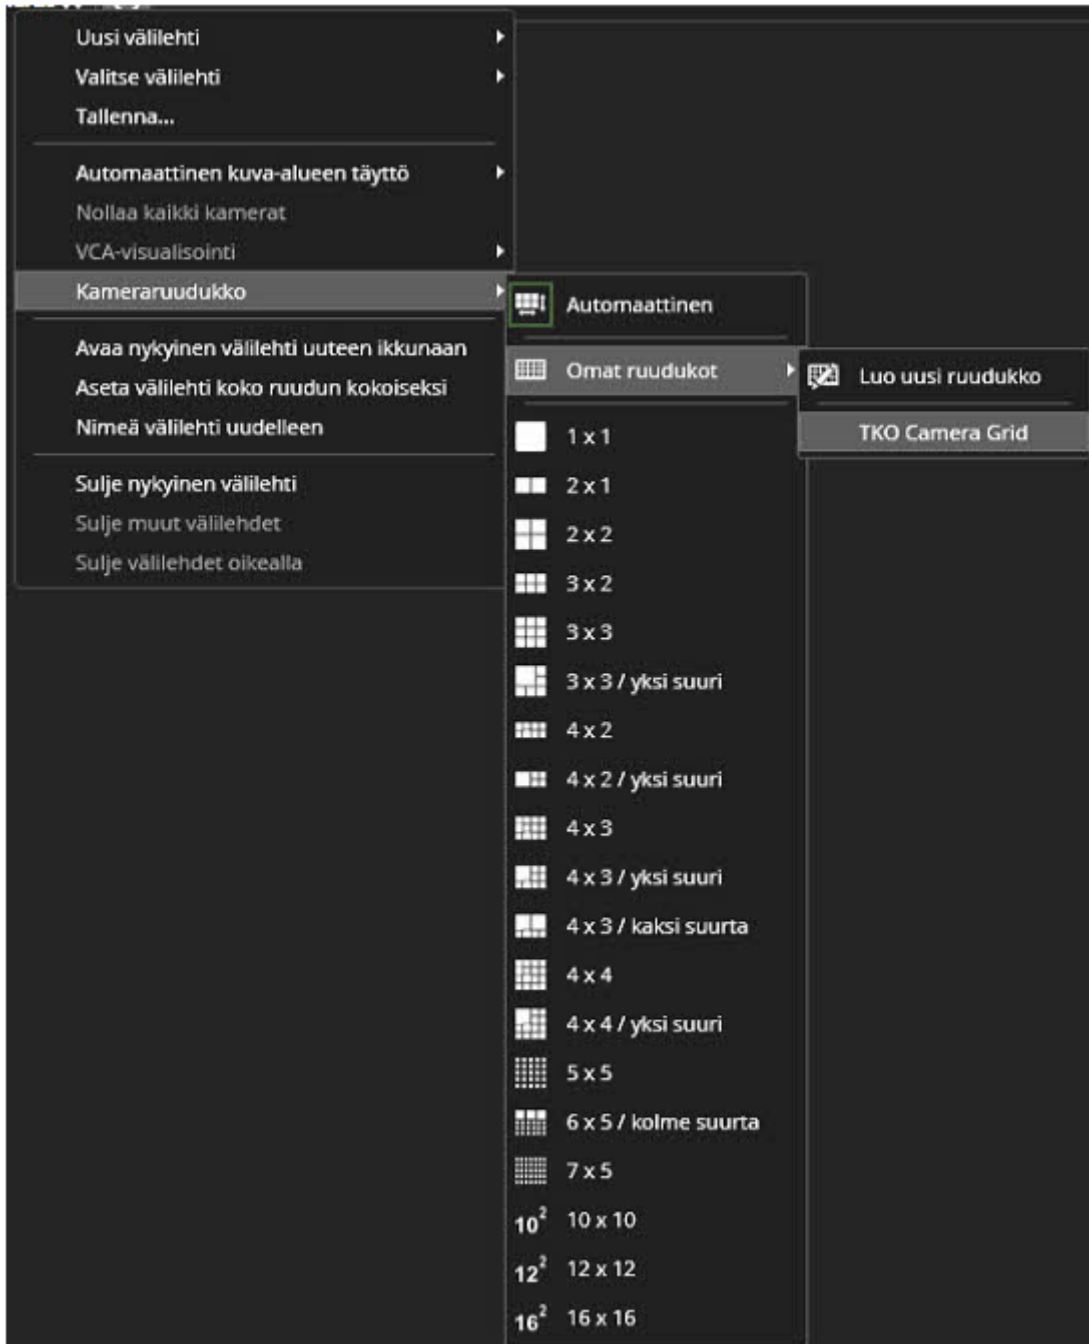 Uusi välilehti
Valitse välilehti
Tallenna...
Automaattinen kuva-alueen täyttö
Nollaa kaikki kamerat
VCA-visualisointi
Kameraruudukko
Avaa nykyinen välilehti uuteen ikkunaan
Aseta välilehti koko ruudun kokoiseksi
Nimeä välilehti uudelleen
Sulje nykyinen välilehti
Sulje muut välilehdet
Sulje välilehdet oikealla
Automaattinen
Omat ruudukot
1 x 1
2 x 1
2 x 2
3 x 2
3 x 3
3 x 3 / yksi suuri
4 x 2
4 x 2 / yksi suuri
4 x 3
4 x 3 / yksi suuri
4 x 3 / kaksi suurta
4 x 4
4 x 4 / yksi suuri
5 x 5
6 x 5 / kolme suurta
7 x 5
10² 10 x 10
12² 12 x 12
16² 16 x 16
Luo uusi ruudukko
TKO Camera Grid